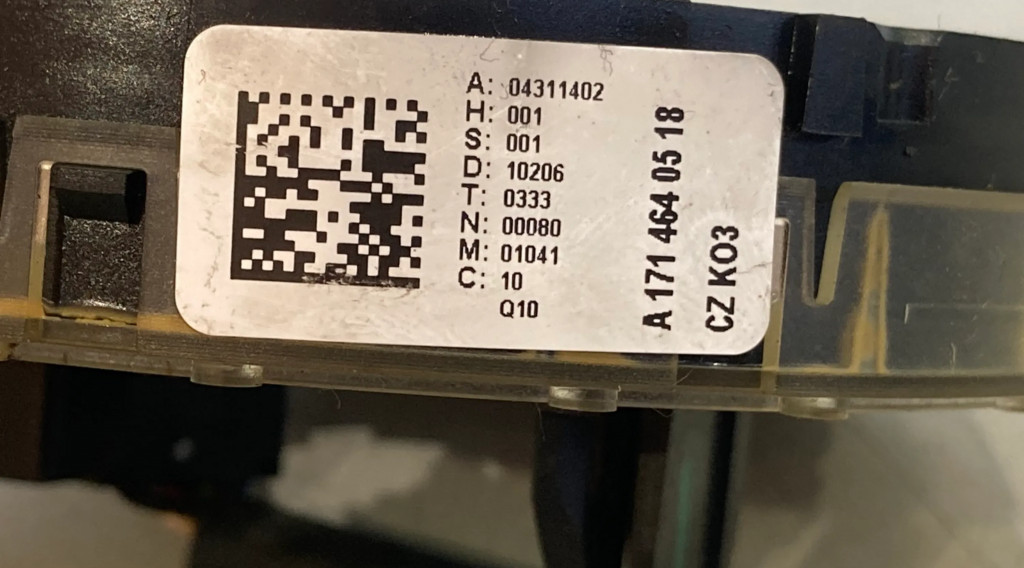 A: 04311402
H: 001
S: 001
D: 10206
T: 0333
N: 00080
M: 01041
C: 10
Q10
A 171 464 05 18
CZ KO3